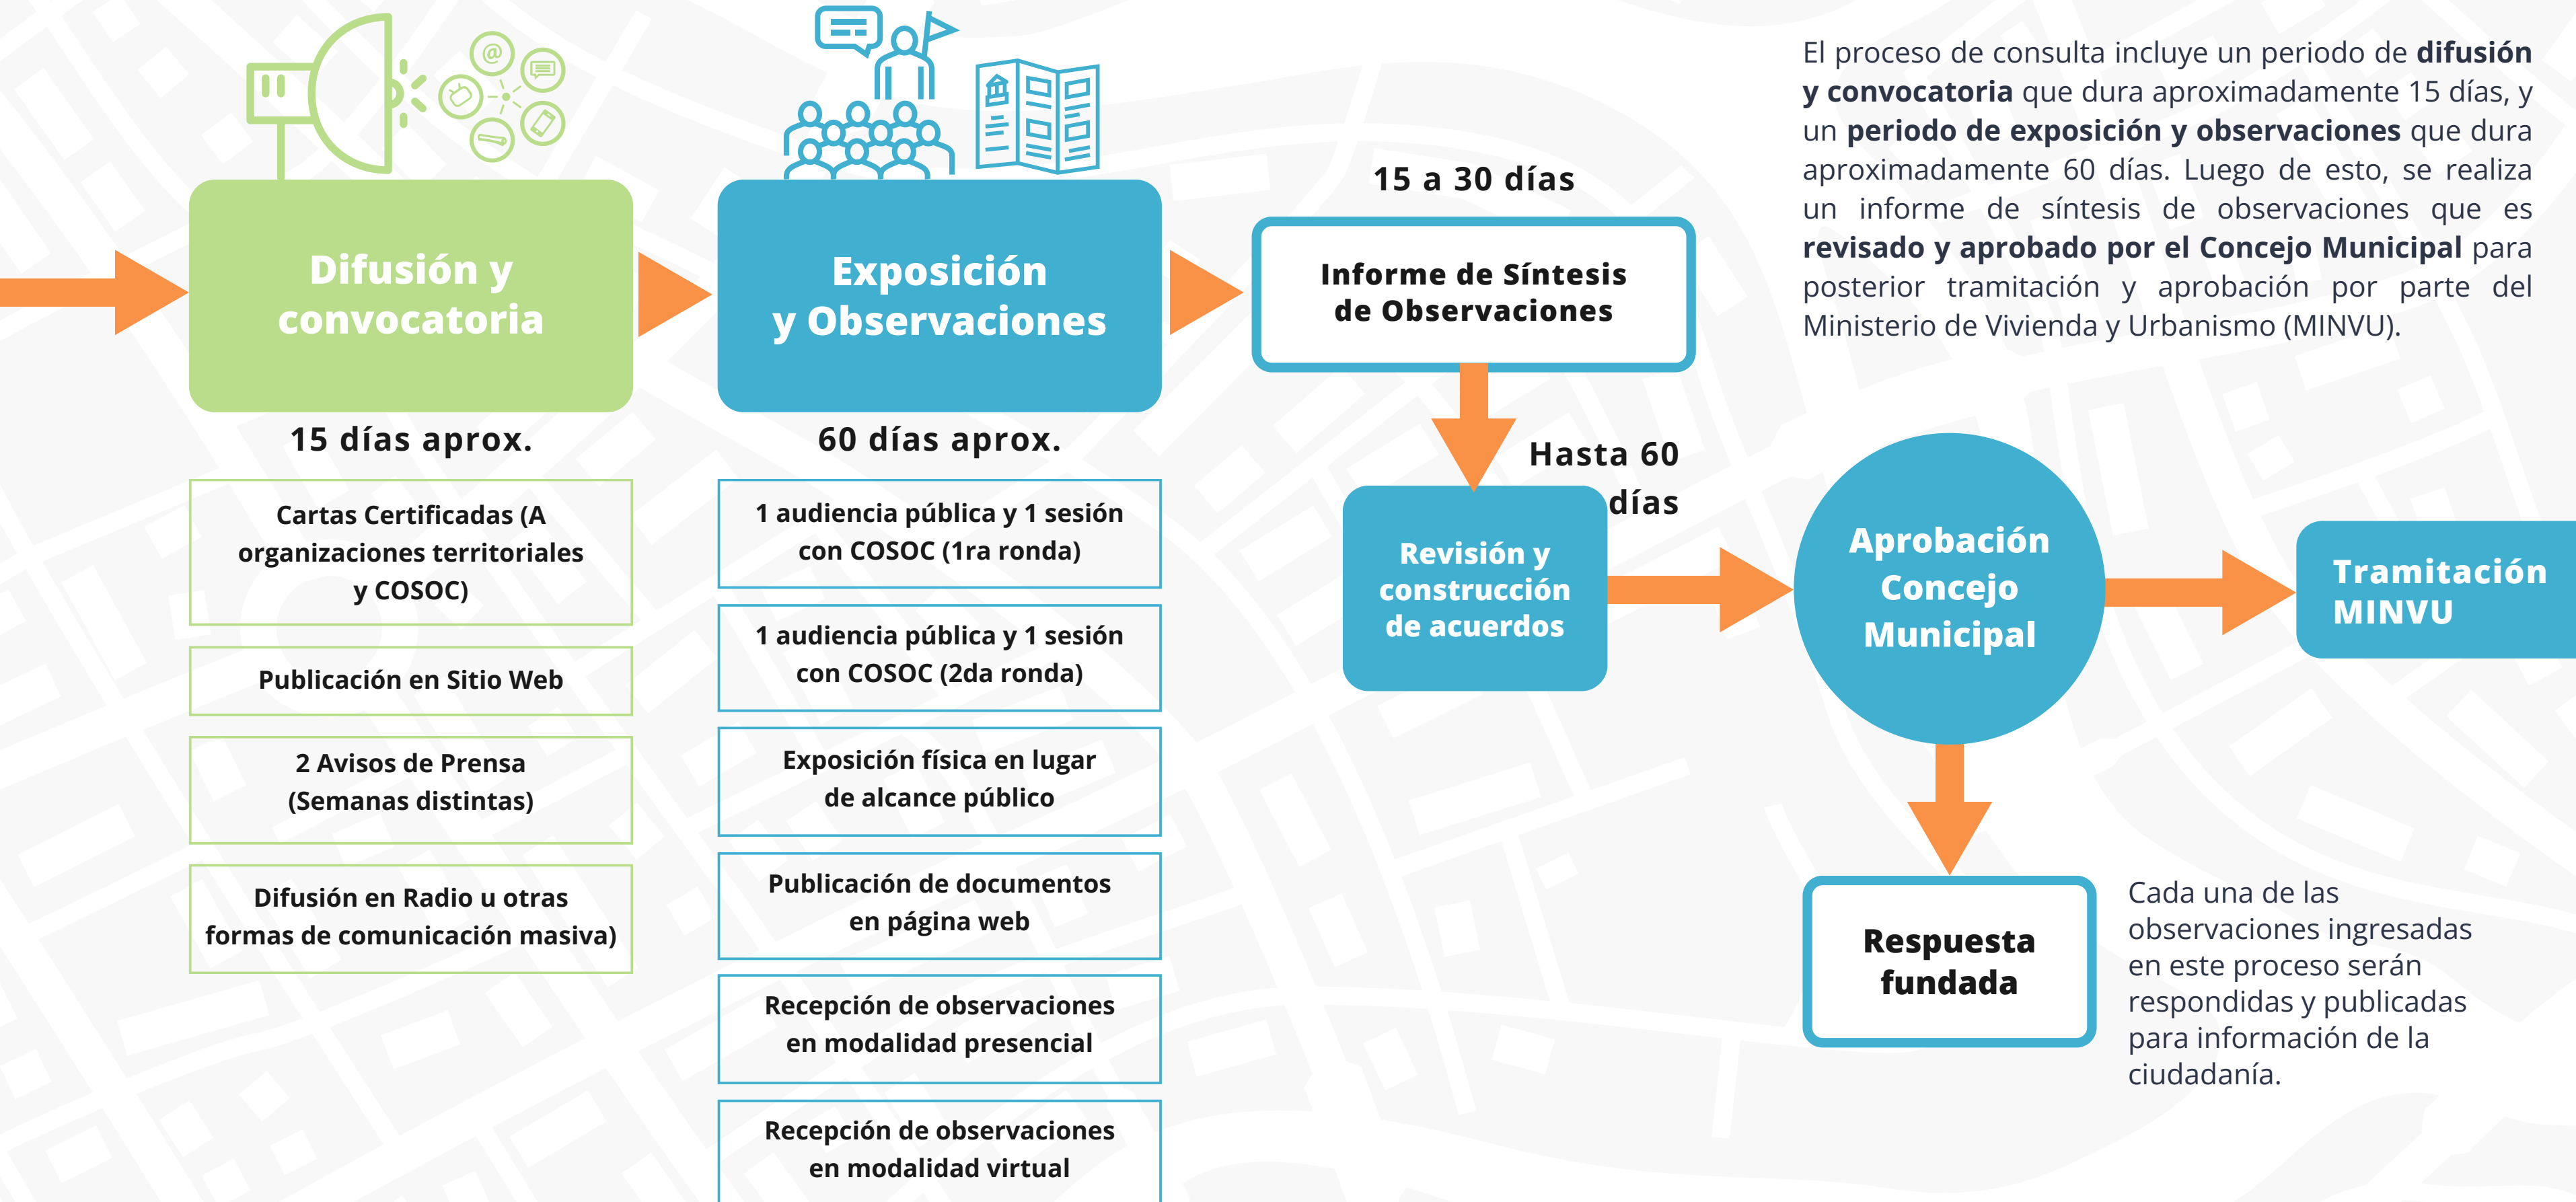 Difusión y
convocatoria
15 días aprox.
Cartas Certificadas (A
organizaciones territoriales
y COSOC)
Publicación en Sitio Web
2 Avisos de Prensa
(Semanas distintas)
Difusión en Radio u otras
formas de comunicación masiva)
Exposición
y Observaciones
60 días aprox.
1 audiencia pública y 1 sesión
con COSOC (1ra ronda)
1 audiencia pública y 1 sesión
con COSOC (2da ronda)
Exposición física en lugar
de alcance público
Publicación de documentos
en página web
Recepción de observaciones
en modalidad presencial
Recepción de observaciones
en modalidad virtual
15 a 30 días
Informe de Síntesis
de Observaciones
Hasta 60
días
Revisión y
construcción
de acuerdos
El proceso de consulta incluye un periodo de difusión
y convocatoria que dura aproximadamente 15 días, y
un periodo de exposición y observaciones que dura
aproximadamente 60 días. Luego de esto, se realiza
un informe de síntesis de observaciones que es
revisado y aprobado por el Concejo Municipal para
posterior tramitación y aprobación por parte del
Ministerio de Vivienda y Urbanismo (MINVU).
Aprobación
Concejo
Municipal
Tramitación
MINVU
Respuesta
fundada
Cada una de las
observaciones ingresadas
en este proceso serán
respondidas y publicadas
para información de la
ciudadanía.
@